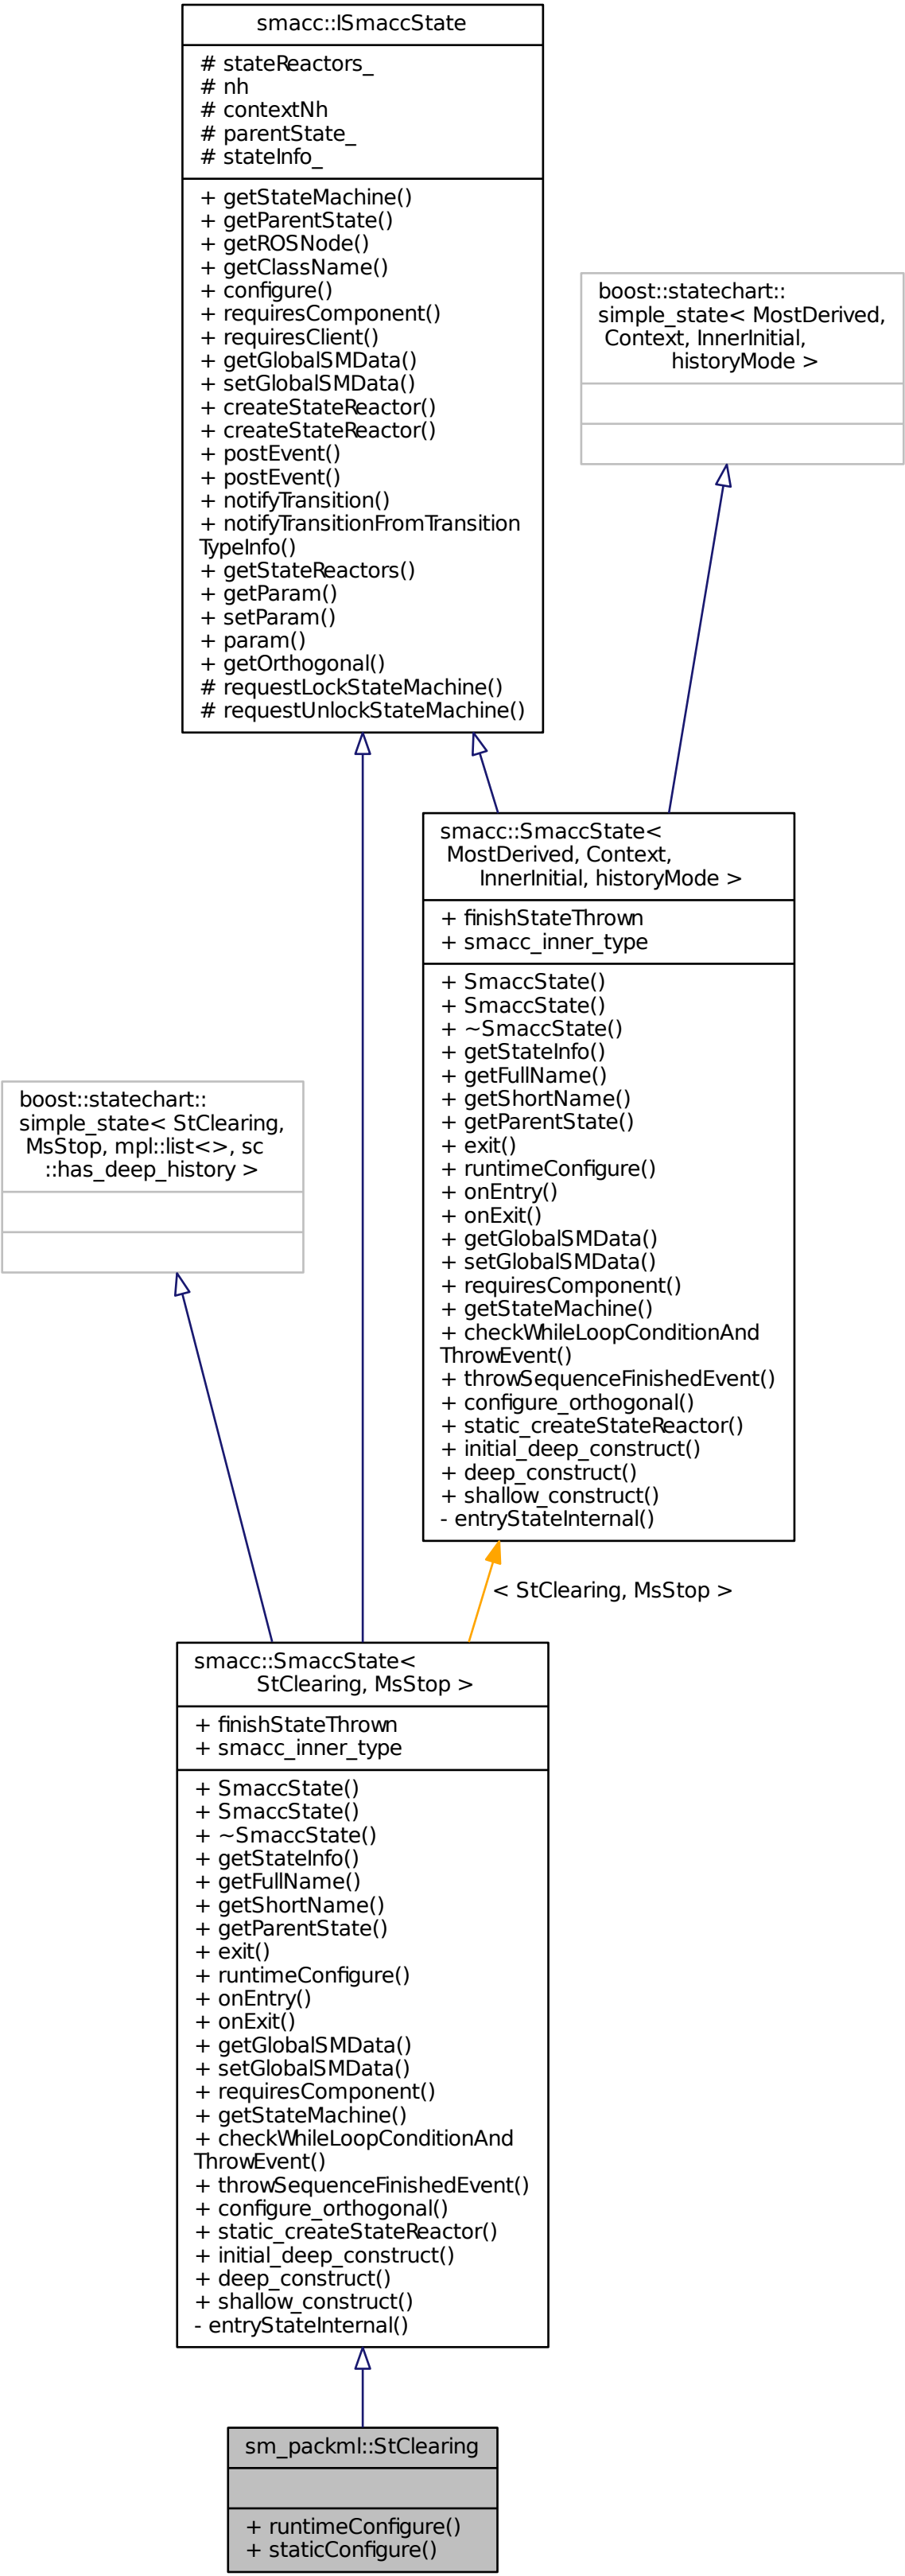 smacc::ISmaccState
# stateReactors_
# nh
# contextNh
# parentState_
# stateInfo_
+ getStateMachine()
+ getParentState()
+ getROSNode()
+ getClassName()
+ configure()
+ requiresComponent()
+ requiresClient()
+ getGlobalSMData()
+ setGlobalSMData()
+ createStateReactor()
+ createStateReactor()
+ postEvent()
+ postEvent()
+ notifyTransition()
+ notifyTransitionFromTransition
TypeInfo()
+ getStateReactors()
+ getParam()
+ setParam()
+ param()
+ getOrthogonal()
# requestLockStateMachine()
# requestUnlockStateMachine()
boost::statechart::
simple_state< MostDerived,
Context, InnerInitial,
historyMode >
smacc::SmaccState<
MostDerived, Context,
InnerInitial, historyMode >
+ finishStateThrown
+ smacc_inner_type
+ SmaccState()
+ SmaccState()
+ ~SmaccState()
+ getStateInfo()
+ getFullName()
+ getShortName()
+ getParentState()
+ exit()
+ runtimeConfigure()
+ onEntry()
+ onExit()
+ getGlobalSMData()
+ setGlobalSMData()
+ requiresComponent()
+ getStateMachine()
+ checkWhileLoopConditionAnd
ThrowEvent()
+ throwSequenceFinishedEvent()
+ configure_orthogonal()
+ static_createStateReactor()
+ initial_deep_construct()
+ deep_construct()
+ shallow_construct()
- entryStateInternal()
boost::statechart::
simple_state< StClearing,
MsStop, mpl::list<>, sc
::has_deep_history >
< StClearing, MsStop >
smacc::SmaccState<
StClearing, MsStop >
+ finishStateThrown
+ smacc_inner_type
+ SmaccState()
+ SmaccState()
+ ~SmaccState()
+ getStateInfo()
+ getFullName()
+ getShortName()
+ getParentState()
+ exit()
+ runtimeConfigure()
+ onEntry()
+ onExit()
+ getGlobalSMData()
+ setGlobalSMData()
+ requiresComponent()
+ getStateMachine()
+ checkWhileLoopConditionAnd
ThrowEvent()
+ throwSequenceFinishedEvent()
+ configure_orthogonal()
+ static_createStateReactor()
+ initial_deep_construct()
+ deep_construct()
+ shallow_construct()
- entryStateInternal()
sm_packml::StClearing
+ runtimeConfigure()
+ staticConfigure()